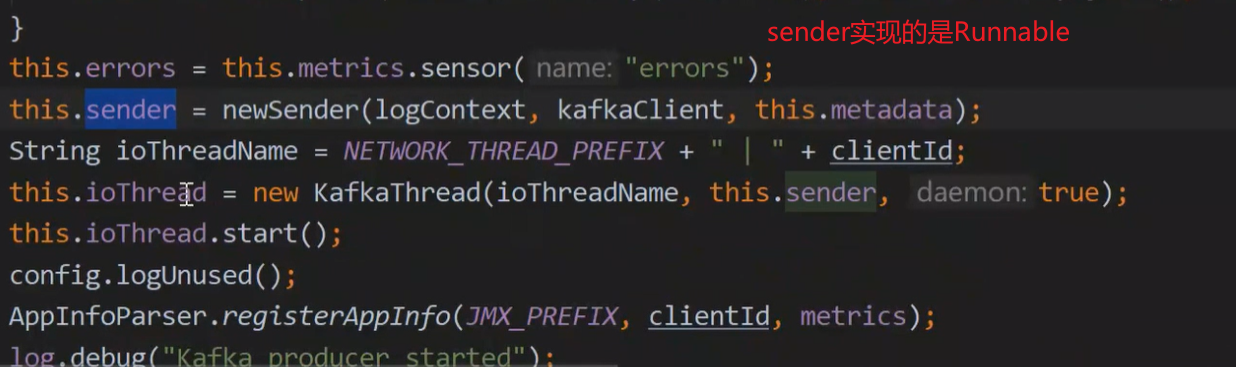 }
sender实现的是Runnable
this.errors = this.metrics.sensor( name: "errors");
this.sender = newSender(logContext, kafkaClient, this.metadata);
String ioThreadName = NETWORK_THREAD_PREFIX + " | " + clientId;
this.ioThread = new KafkaThread(ioThreadName, this.sender, daemon: true);
this.ioThread.start();
config.logUnused();
AppInfoParser.registerAppInfo(JMX_PREFIX, clientId, metrics);
log.debug("Kafka producer started");